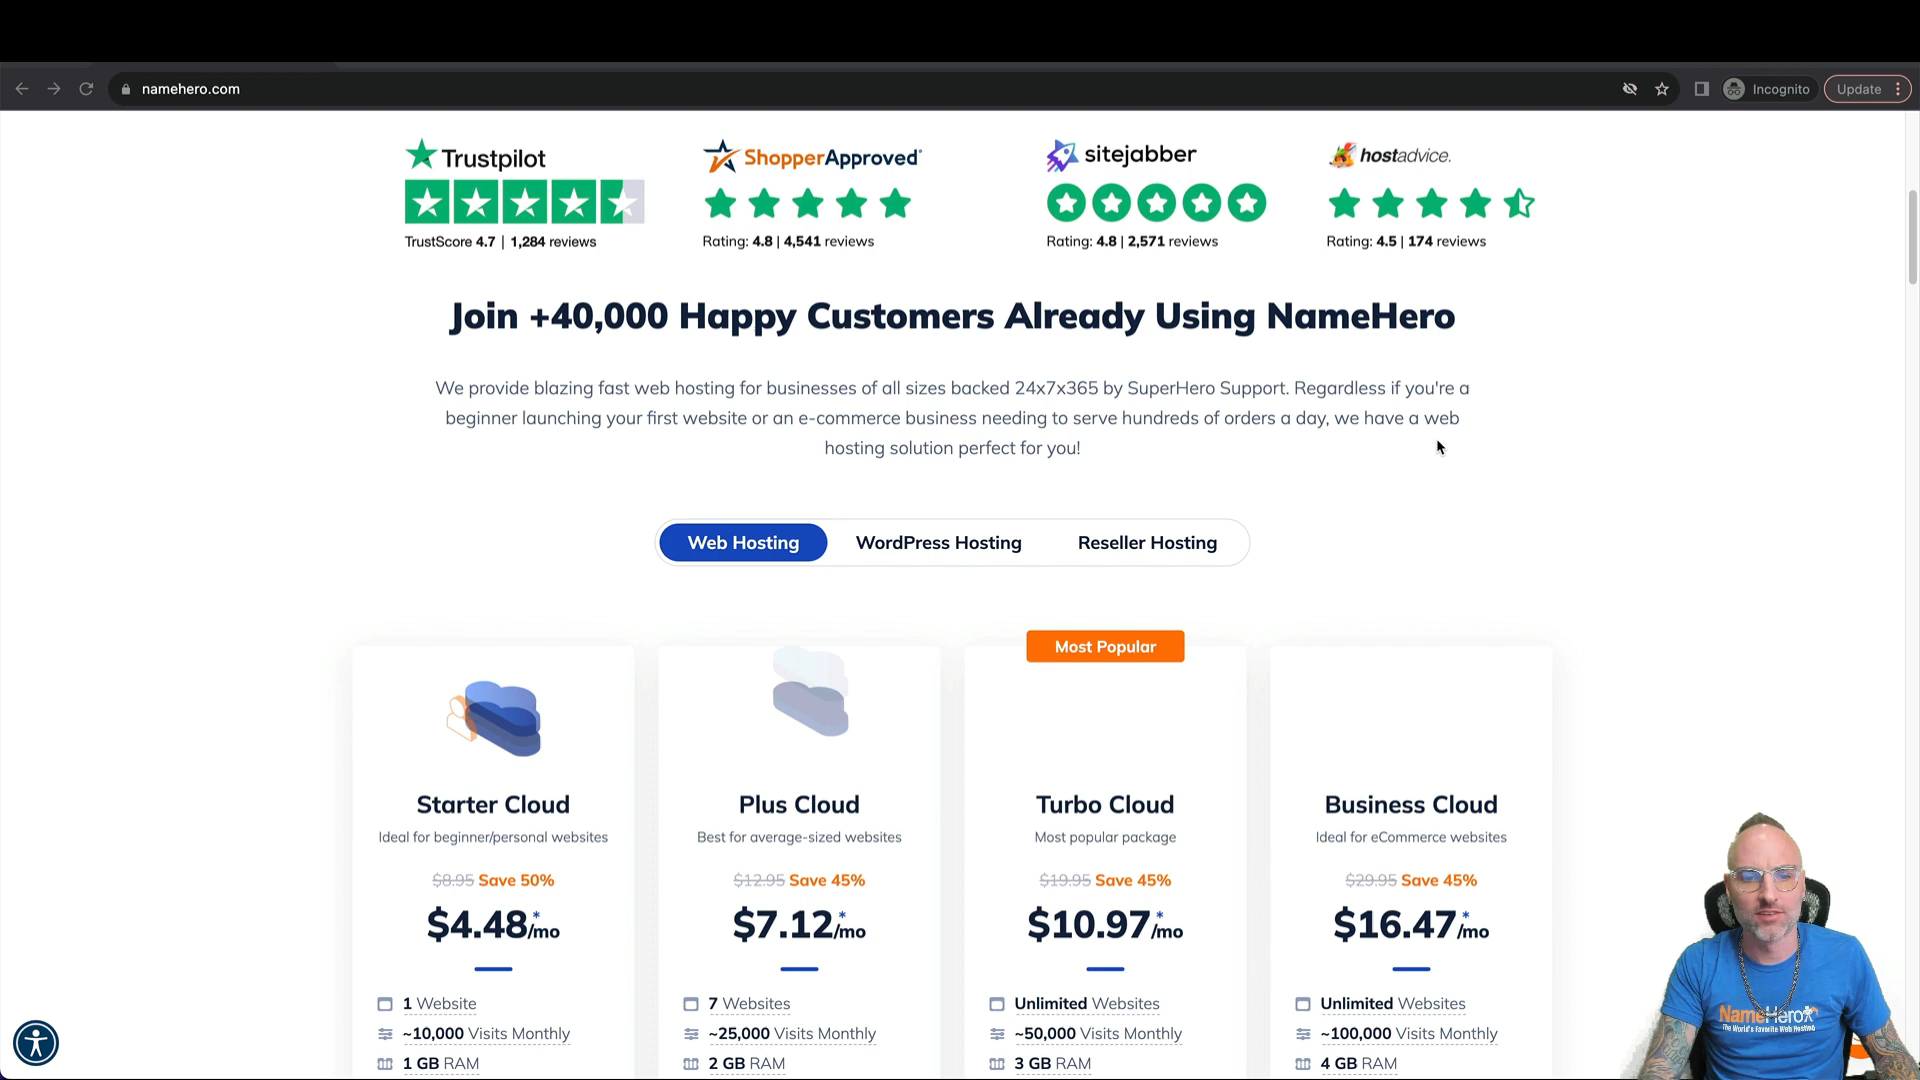 namehero.com
Incognito
Update
Trustpilot
TrustScore 4.7 | 1,284 reviews
ShopperApproved
Rating: 4.8 | 4,541 reviews
sitejabber
Rating: 4.8 | 2,571 reviews
hostadvice.
Rating: 4.5 | 174 reviews
Join +40,000 Happy Customers Already Using NameHero
We provide blazing fast web hosting for businesses of all sizes backed 24x7x365 by SuperHero Support. Regardless if you're a
beginner launching your first website or an e-commerce business needing to serve hundreds of orders a day, we have a web
hosting solution perfect for you!
Web Hosting
WordPress Hosting
Reseller Hosting
Starter Cloud
Ideal for beginner/personal websites
$8.95 Save 50%
$4.48*/mo
1 Website
~10,000 Visits Monthly
1 GB RAM
Plus Cloud
Best for average-sized websites
$12.95 Save 45%
$7.12*/mo
7 Websites
~25,000 Visits Monthly
2 GB RAM
Most Popular
Turbo Cloud
Most popular package
$19.95 Save 45%
$10.97*/mo
Unlimited Websites
~50,000 Visits Monthly
3 GB RAM
Business Cloud
Ideal for eCommerce websites
$29.95 Save 45%
$16.47*/mo
Unlimited Websites
~100,000 Visits Monthly
4 GB RAM
NameHero
The World's Favorite Web Hosting